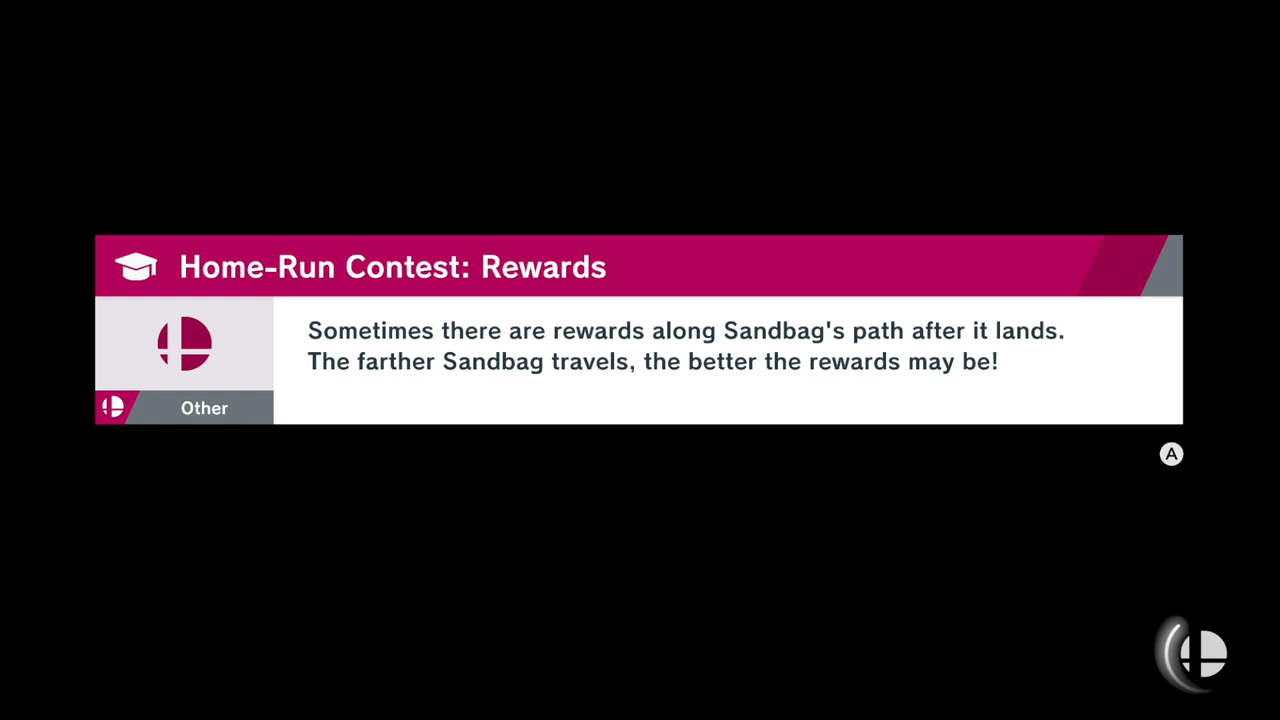 Home-Run Contest: Rewards
Sometimes there are rewards along Sandbag's path after it lands.
The farther Sandbag travels, the better the rewards may be!
Other
A